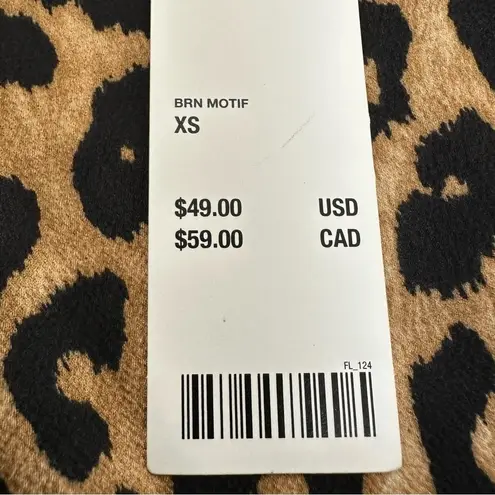 BRN MOTIF
XS
$49.00 USD
$59.00 CAD
FL_124